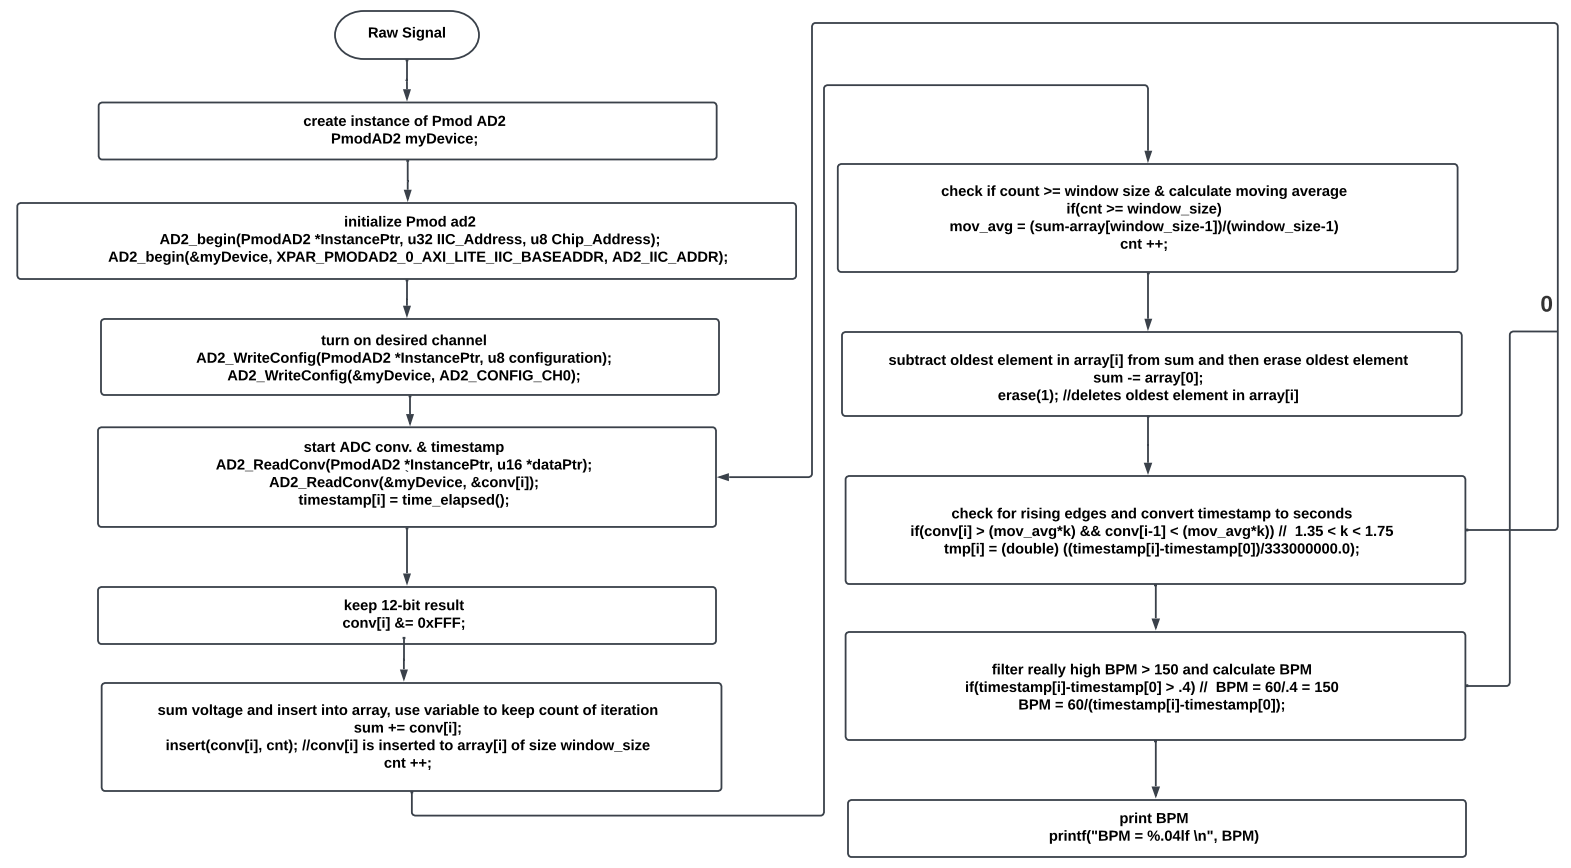 Raw Signal
create instance of Pmod AD2
PmodAD2 myDevice;
initialize Pmod ad2
AD2_begin(PmodAD2 *InstancePtr, u32 IIC_Address, u8 Chip_Address);
AD2_begin(&myDevice, XPAR_PMODAD2_0_AXI_LITE_IIC_BASEADDR, AD2_IIC_ADDR);
turn on desired channel
AD2_WriteConfig(PmodAD2 *InstancePtr, u8 configuration);
AD2_WriteConfig(&myDevice, AD2_CONFIG_CH0);
start ADC conv. & timestamp
AD2_ReadConv(PmodAD2 *InstancePtr, u16 *dataPtr);
AD2_ReadConv(&myDevice, &conv[i]);
timestamp[i] = time_elapsed();
keep 12-bit result
conv[i] &= 0xFFF;
sum voltage and insert into array, use variable to keep count of iteration
sum += conv[i];
insert(conv[i], cnt); //conv[i] is inserted to array[i] of size window_size
cnt ++;
check if count >= window size & calculate moving average
if(cnt >= window_size)
mov_avg = (sum-array[window_size-1])/(window_size-1)
cnt ++;
subtract oldest element in array[i] from sum and then erase oldest element
sum -= array[0];
erase(1); //deletes oldest element in array[i]
check for rising edges and convert timestamp to seconds
if(conv[i] > (mov_avg*k) && conv[i-1] < (mov_avg*k)) //  1.35 < k < 1.75
tmp[i] = (double) ((timestamp[i]-timestamp[0])/333000000.0);
0
filter really high BPM > 150 and calculate BPM
if(timestamp[i]-timestamp[0] > .4) //  BPM = 60/.4 = 150
BPM = 60/(timestamp[i]-timestamp[0]);
print BPM
printf("BPM = %.04lf \n", BPM)